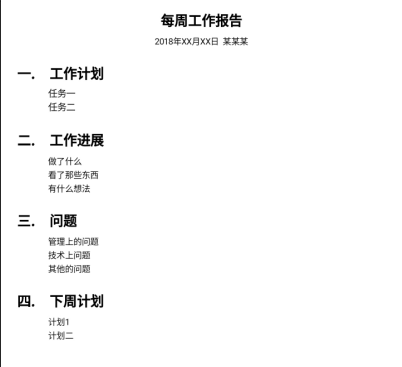 每周工作报告
2018年XX月XX日 某某某
一. 工作计划
任务一
任务二
二. 工作进展
做了什么
看了那些东西
有什么想法
三. 问题
管理上的问题
技术上问题
其他的问题
四. 下周计划
计划1
计划二